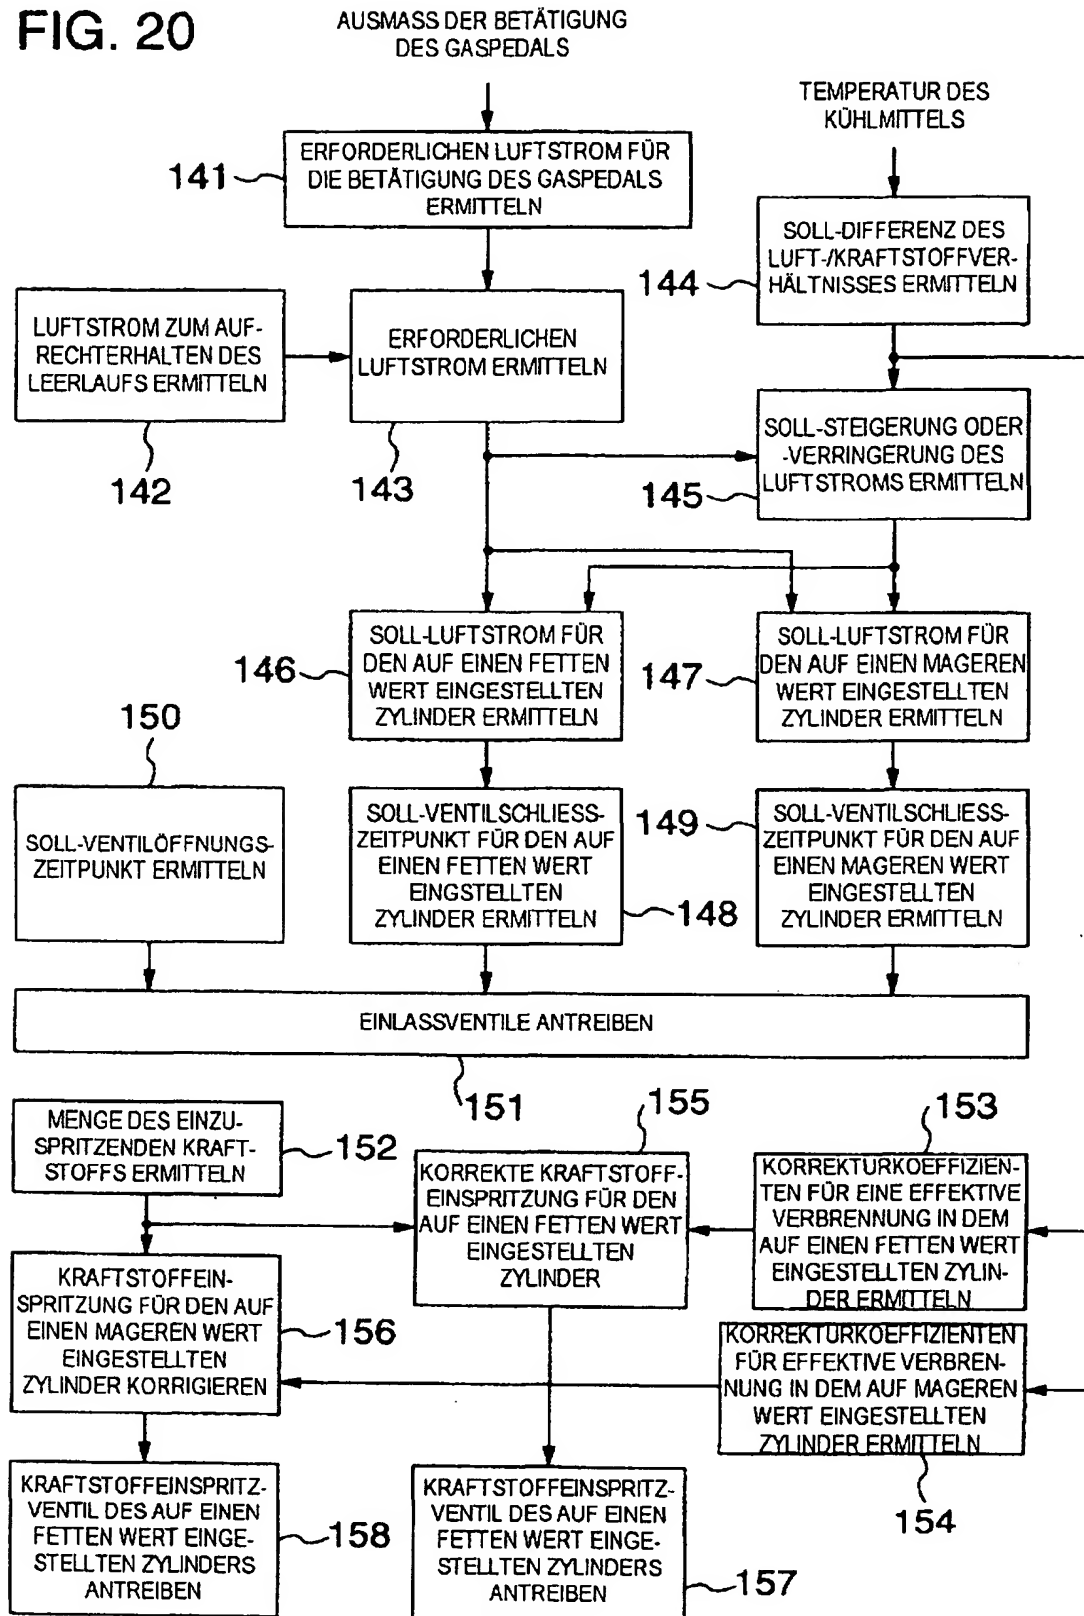 FIG. 20
AUSMASS DER BETÄTIGUNG
DES GASPEDALS
TEMPERATUR DES
KÜHLMITTELS
141
ERFORDERLICHEN LUFTSTROM FÜR
DIE BETÄTIGUNG DES GASPEDALS
ERMITTELN
144
SOLL-DIFFERENZ DES
LUFT-/KRAFTSTOFFVER-
HÄLTNISSES ERMITTELN
LUFTSTROM ZUM AUF-
RECHTERHALTEN DES
LEERLAUFS ERMITTELN
142
ERFORDERLICHEN
LUFTSTROM ERMITTELN
143
SOLL-STEIGERUNG ODER
-VERRINGERUNG DES
LUFTSTROMS ERMITTELN
145
146
SOLL-LUFTSTROM FÜR
DEN AUF EINEN FETTEN
WERT EINGESTELLTEN
ZYLINDER ERMITTELN
147
SOLL-LUFTSTROM FÜR
DEN AUF EINEN MAGEREN
WERT EINGESTELLTEN
ZYLINDER ERMITTELN
150
SOLL-VENTILÖFFNUNGS-
ZEITPUNKT ERMITTELN
SOLL-VENTILSCHLIESS-
ZEITPUNKT FÜR DEN AUF
EINEN FETTEN WERT
EINGSTELLTEN
ZYLINDER ERMITTELN
148
149
SOLL-VENTILSCHLIESS-
ZEITPUNKT FÜR DEN AUF
EINEN MAGEREN WERT
EINGESTELLTEN
ZYLINDER ERMITTELN
EINLASSVENTILE ANTREIBEN
151
MENGE DES EINZU-
SPRITZENDEN KRAFT-
STOFFS ERMITTELN
152
155
KORREKTE KRAFTSTOFF-
EINSPRITZUNG FÜR DEN
AUF EINEN FETTEN WERT
EINGESTELLTEN
ZYLINDER
153
KORREKTURKOEFFIZIEN-
TEN FÜR EINE EFFEKTIVE
VERBRENNUNG IN DEM
AUF EINEN FETTEN WERT
EINGESTELLTEN ZYLIN-
DER ERMITTELN
KRAFTSTOFFEIN-
SPRITZUNG FÜR DEN AUF
EINEN MAGEREN WERT
EINGESTELLTEN
ZYLINDER KORRIGIEREN
156
KORREKTURKOEFFIZIENTEN
FÜR EFFEKTIVE VERBREN-
NUNG IN DEM AUF MAGEREN
WERT EINGESTELLTEN
ZYLINDER ERMITTELN
154
KRAFTSTOFFEINSPRITZ-
VENTIL DES AUF EINEN
FETTEN WERT EINGE-
STELLTEN ZYLINDERS
ANTREIBEN
158
KRAFTSTOFFEINSPRITZ-
VENTIL DES AUF EINEN
FETTEN WERT EINGE-
STELLTEN ZYLINDERS
ANTREIBEN
157